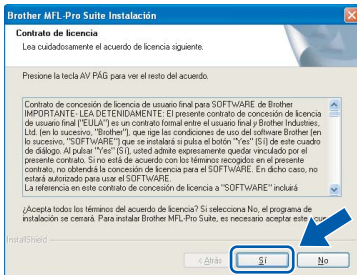 Brother MFL-Pro Suite Instalación
Contrato de licencia
Lea cuidadosamente el acuerdo de licencia siguiente.
Presione la tecla AV PÁG para ver el resto del acuerdo.
Contrato de concesión de licencia de usuario final para SOFTWARE de Brother
IMPORTANTE- LEA DETENIDAMENTE: El presente contrato de concesión de licencia
de usuario final ("EULA") es un contrato formal entre el usuario final y Brother Industries,
Ltd. (en lo sucesivo, "Brother"), que rige las condiciones de uso del software Brother (en
lo sucesivo, "SOFTWARE") que se instalará si pulsa el botón "Yes" (Sí) de este cuadro
de diálogo. Al pulsar "Yes" (Sí), usted admite expresamente quedar vinculado por el
presente contrato. Si no está de acuerdo con los términos recogidos en el presente
contrato, no obtendrá la concesión de licencia para el SOFTWARE. En dicho caso, no
estará autorizado para usar el SOFTWARE.
La referencia en este contrato de concesión de licencia a "SOFTWARE" incluirá
¿Acepta todos los términos del acuerdo de licencia? Si selecciona No, el programa de
instalación se cerrará. Para instalar Brother MFL-Pro Suite, es necesario aceptar este
InstallShield
< Atrás
Sí
No